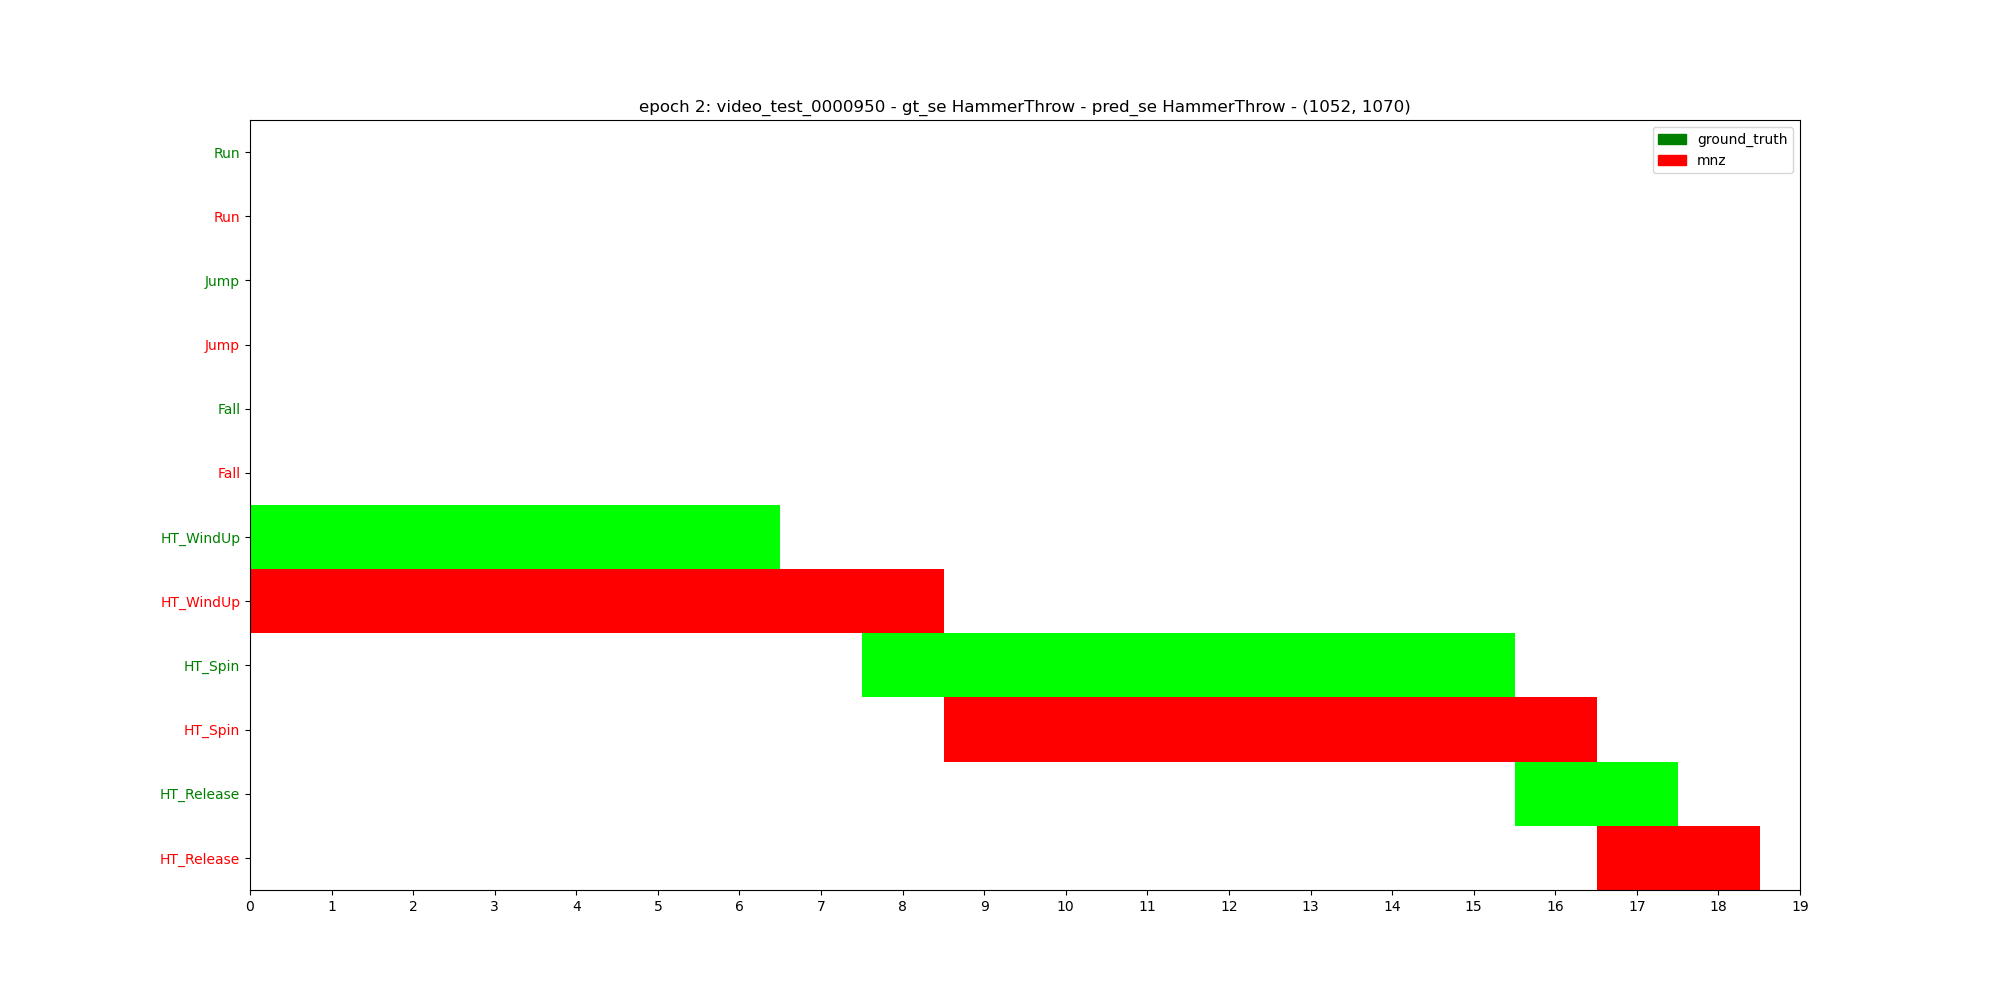 epoch 2: video_test_0000950 - gt_se HammerThrow - pred_se HammerThrow - (1052, 1070)
ground_truth
mnz
Run
Run
Jump
Jump
Fall
Fall
HT_WindUp
HT_WindUp
HT_Spin
HT_Spin
HT_Release
HT_Release
0 1 2 3 4 5 6 7 8 9 10 11 12 13 14 15 16 17 18 19